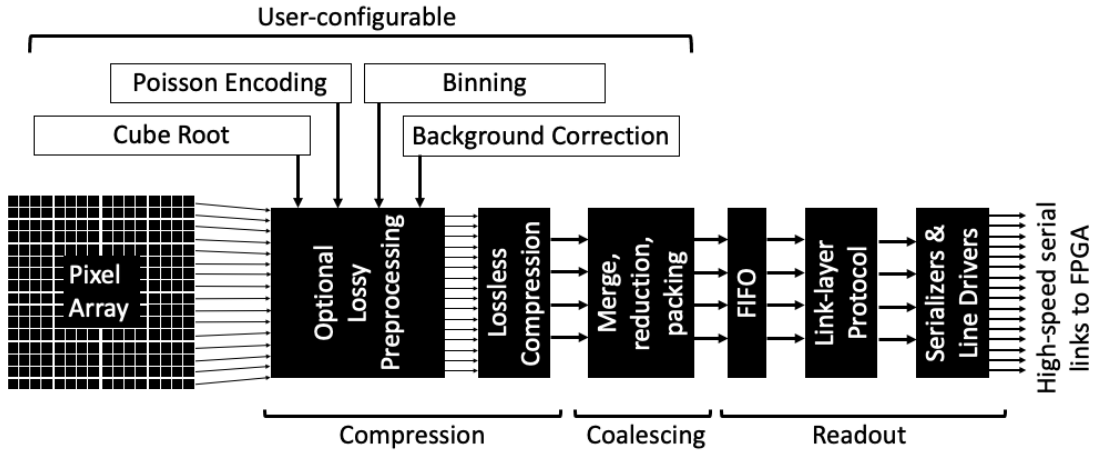 User-configurable
Poisson Encoding
Binning
Cube Root
Background Correction
Pixel
Array
Optional
Lossy
Preprocessing
Lossless
Compression
Merge,
reduction,
packing
FIFO
Link-layer
Protocol
Serializers &
Line Drivers
High-speed serial
links to FPGA
Compression
Coalescing
Readout